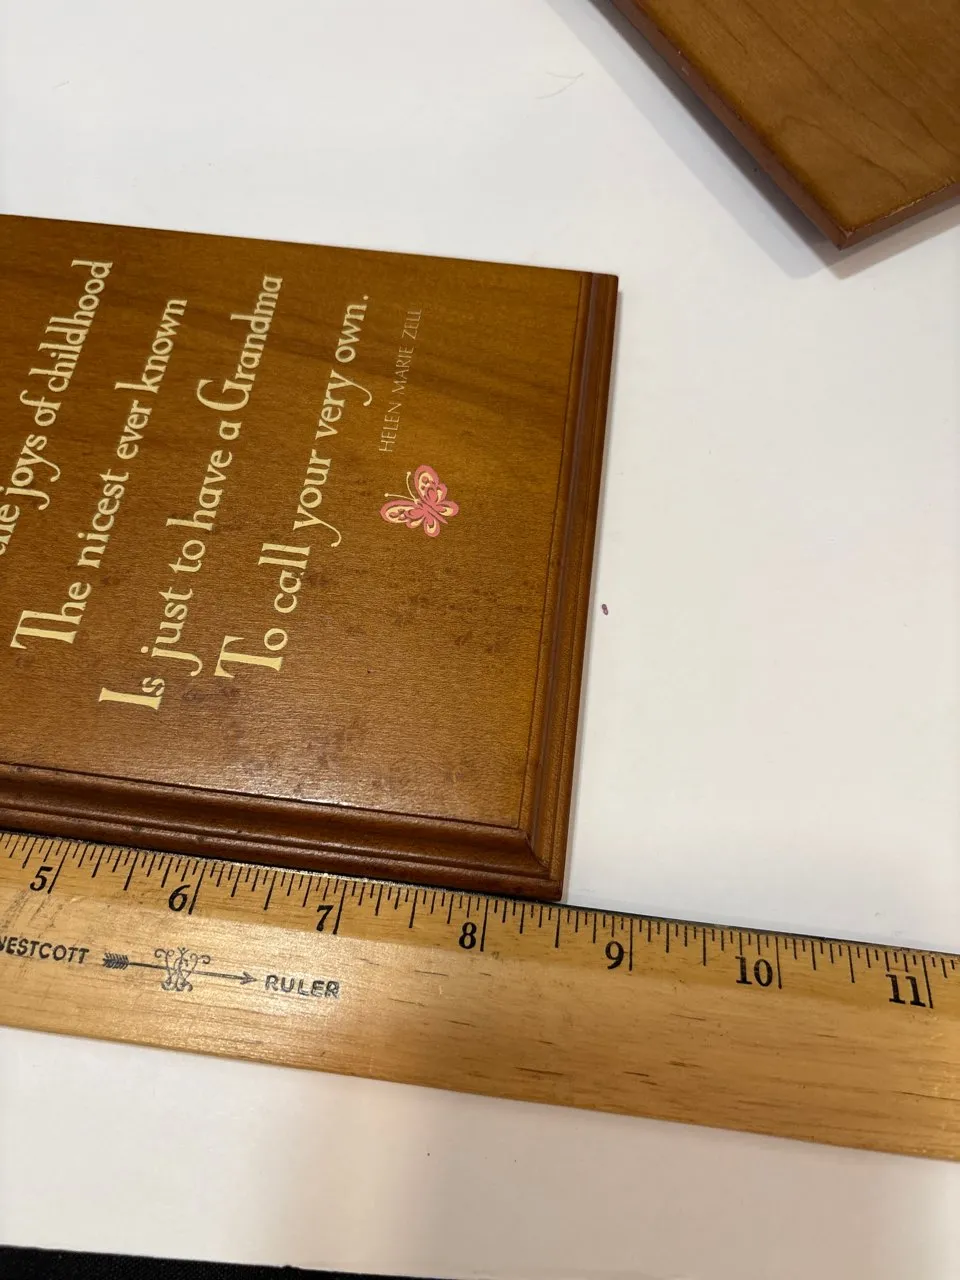 joys of childhood
The nicest ever known
Is just to have a Grandma
To call your very own.
HELEN MARIE ZELL
5 6 7 8 9 10 11
WESTCOTT RULER